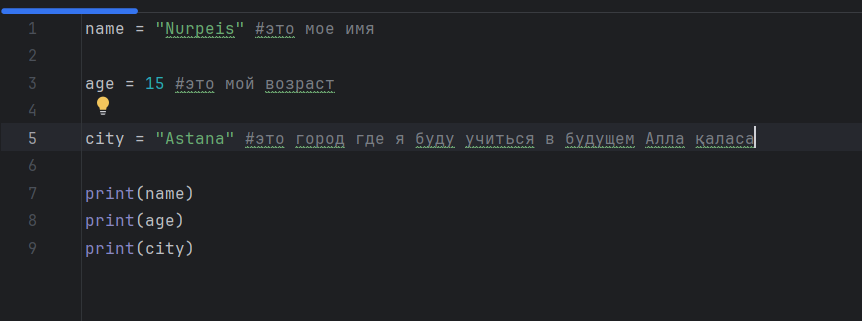 1 name = "Nurpeis" #это мое имя
2
3 age = 15 #это мой возраст
4
5 city = "Astana" #это город где я буду учиться в будущем Алла қаласа
6
7 print(name)
8 print(age)
9 print(city)